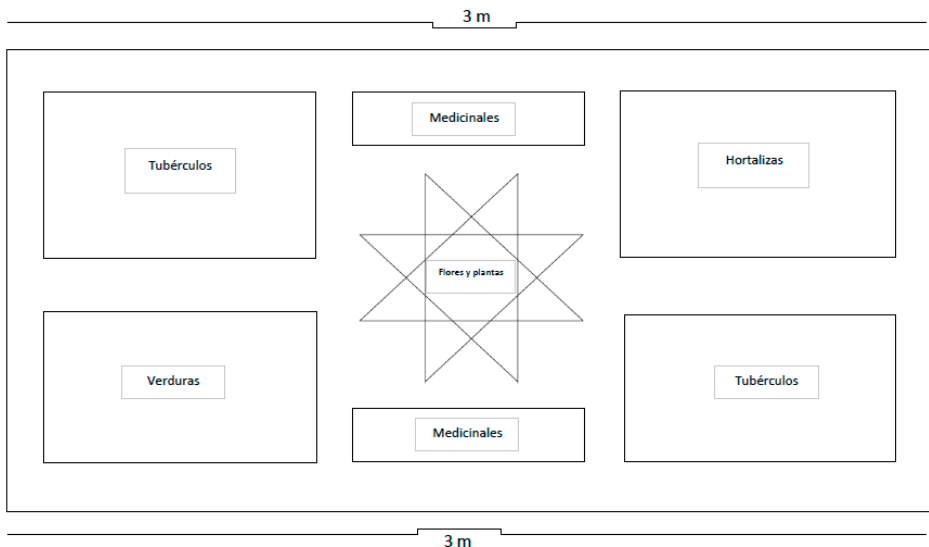 3 m
Medicinales
Tubérculos
Hortalizas
Flores y plantas
Verduras
Tubérculos
Medicinales
3 m